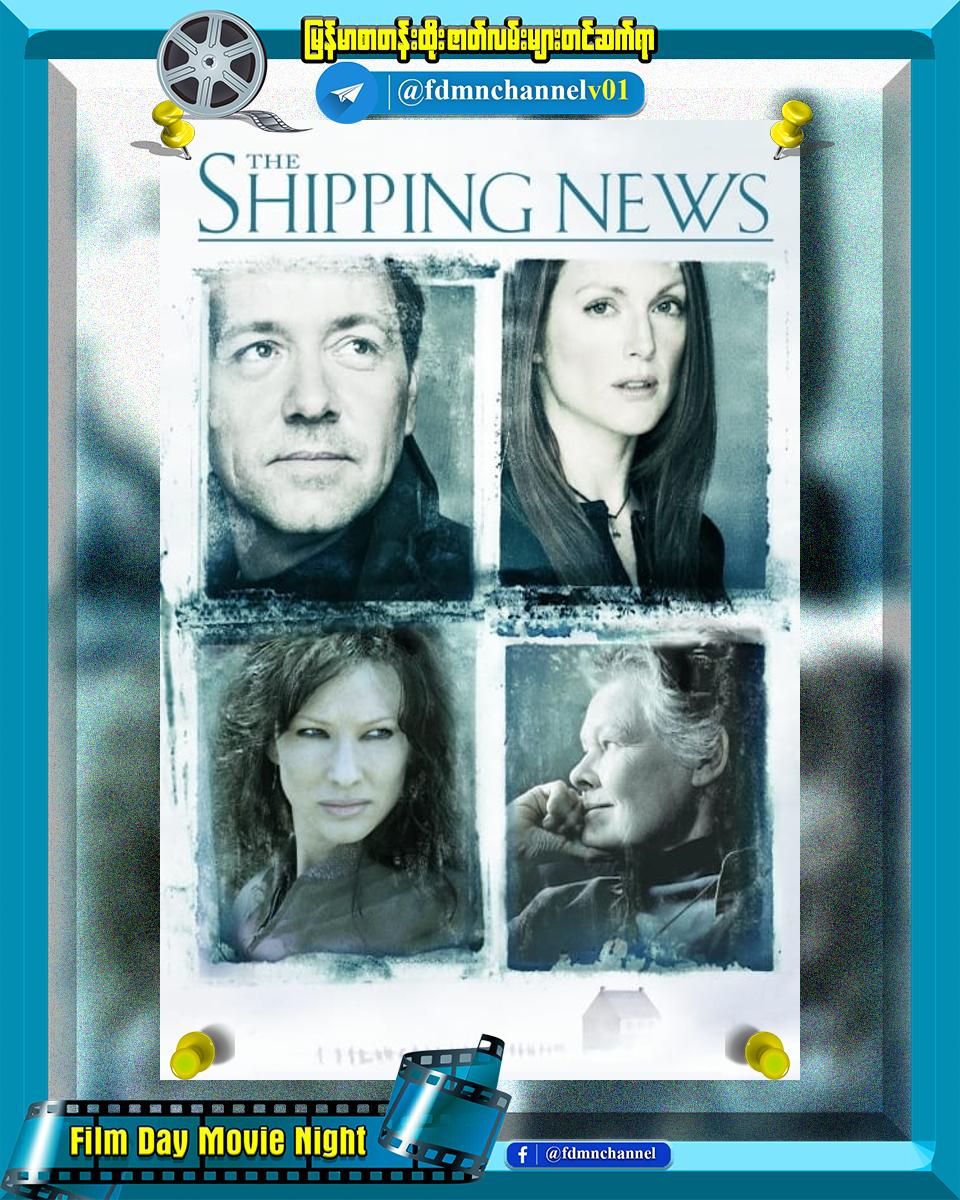 မြန်မာစာတန်းထိုး ဇာတ်လမ်းများတင်ဆက်ရာ
@fdmnchannelv01
THE
SHIPPING NEWS
Film Day Movie Night
@fdmnchannel